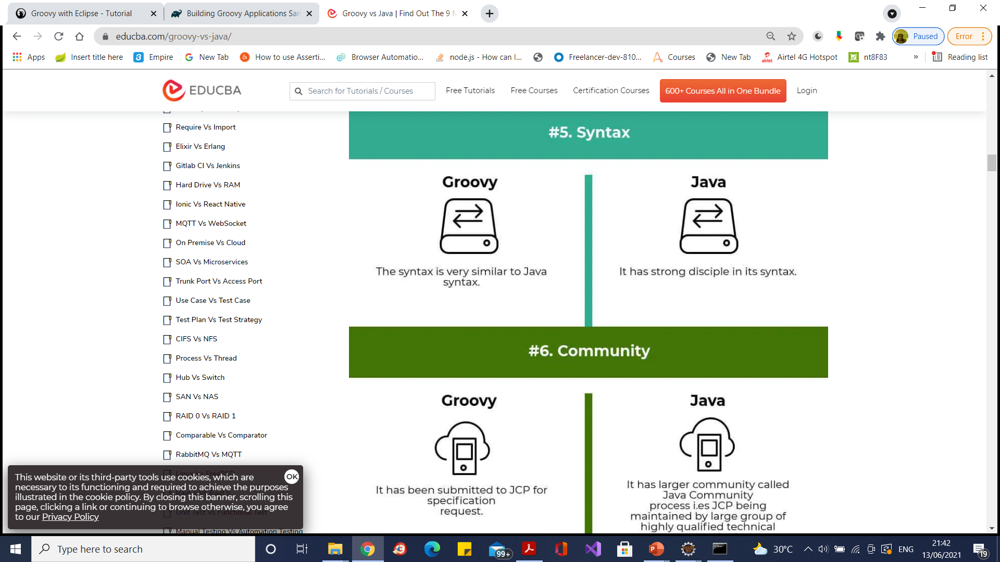 Groovy with Eclipse - Tutorial
Building Groovy Applications Sam
Groovy vs Java | Find Out The 9 M
educba.com/groovy-vs-java/
Paused
Error
Apps
Insert title here
Empire
New Tab
How to use Asserti...
Browser Automatio...
node.js - How can I...
Freelancer-dev-810...
Courses
New Tab
airtel
Airtel 4G Hotspot
nt8F83
»
Reading list
EDUCBA
Search for Tutorials / Courses
Free Tutorials
Free Courses
Certification Courses
600+ Courses All in One Bundle
Login
Require Vs Import
Elixir Vs Erlang
Gitlab CI Vs Jenkins
Hard Drive Vs RAM
Ionic Vs React Native
MQTT Vs WebSocket
On Premise Vs Cloud
SOA Vs Microservices
Trunk Port Vs Access Port
Use Case Vs Test Case
Test Plan Vs Test Strategy
CIFS Vs NFS
Process Vs Thread
Hub Vs Switch
SAN Vs NAS
RAID 0 Vs RAID 1
Comparable Vs Comparator
RabbitMQ Vs MQTT
Linux Vs FreeBSD
Raid 1 Vs Raid 5
Unit Test Vs Functional Test
Manual Testing Vs Automation Testing
#5. Syntax
Groovy
Java
The syntax is very similar to Java
syntax.
It has strong disciple in its syntax.
#6. Community
Groovy
Java
It has been submitted to JCP for
specification
request.
It has larger community called
Java Community
process i.es JCP being
maintained by large group of
highly qualified technical
This website or its third-party tools use cookies, which are
necessary to its functioning and required to achieve the purposes
illustrated in the cookie policy. By closing this banner, scrolling this
page, clicking a link or continuing to browse otherwise, you agree
to our Privacy Policy
OK
Type here to search
99+
30°C
ENG
21:42
13/06/2021
19